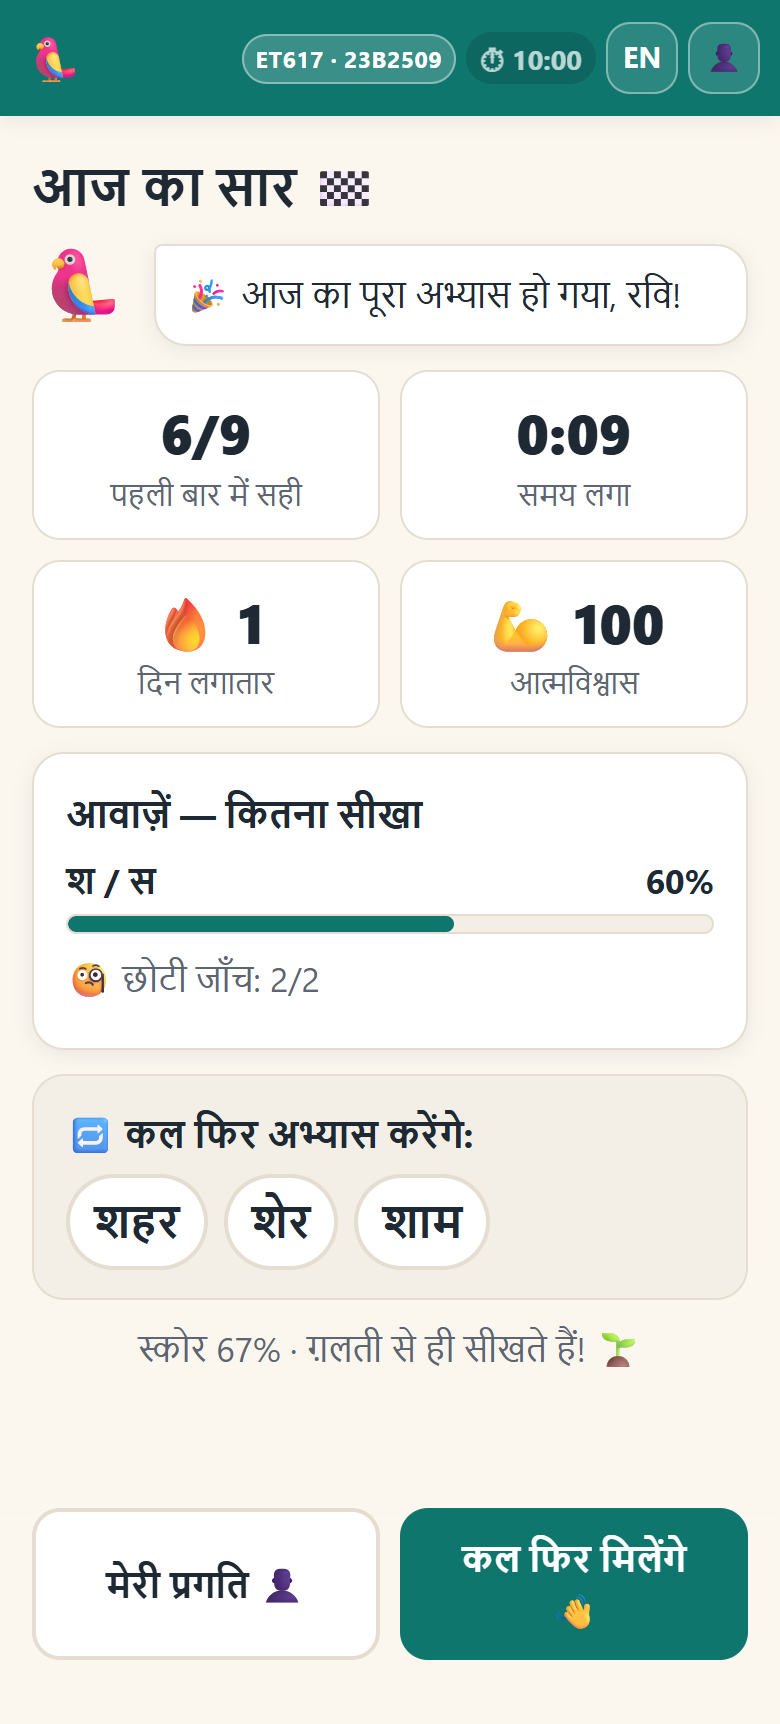 ET617 · 23B2509
10:00
EN
आज का सार
आज का पूरा अभ्यास हो गया, रवि!
6/9
पहली बार में सही
0:09
समय लगा
1
दिन लगातार
100
आत्मविश्वास
आवाज़ें — कितना सीखा
श / स
60%
छोटी जाँच: 2/2
कल फिर अभ्यास करेंगे:
शहर
शेर
शाम
स्कोर 67% · ग़लती से ही सीखते हैं!
मेरी प्रगति
कल फिर मिलेंगे